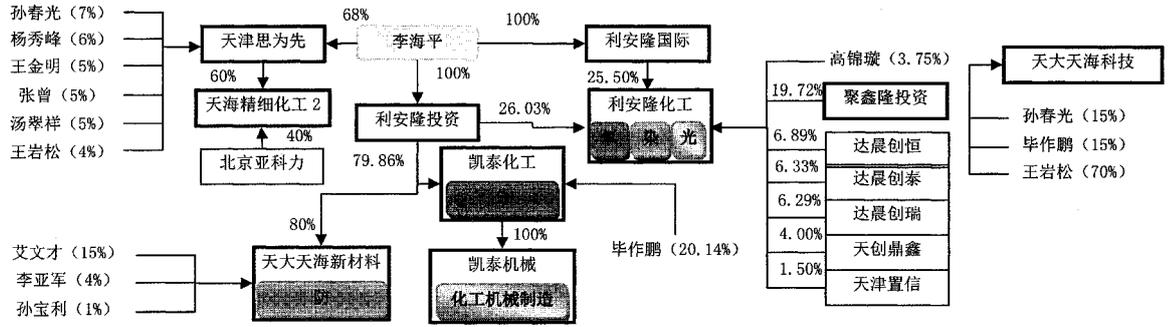 孙春光（7%）
杨秀峰（6%）
王金明（5%）
张曾（5%）
汤翠祥（5%）
王岩松（4%）
天津思为先
68%
李海平
100%
利安隆国际
60%
天海精细化工2
40%
北京亚科力
100%
利安隆投资
26.03%
25.50%
利安隆化工
染
光
79.86%
凯泰化工
100%
凯泰机械
化工机械制造
毕作鹏（20.14%）
80%
天大天海新材料
防
艾文才（15%）
李亚军（4%）
孙宝利（1%）
高锦璇（3.75%）
19.72%
聚鑫隆投资
6.89%
达晨创恒
6.33%
达晨创泰
6.29%
达晨创瑞
4.00%
天创鼎鑫
1.50%
天津置信
天大天海科技
孙春光（15%）
毕作鹏（15%）
王岩松（70%）